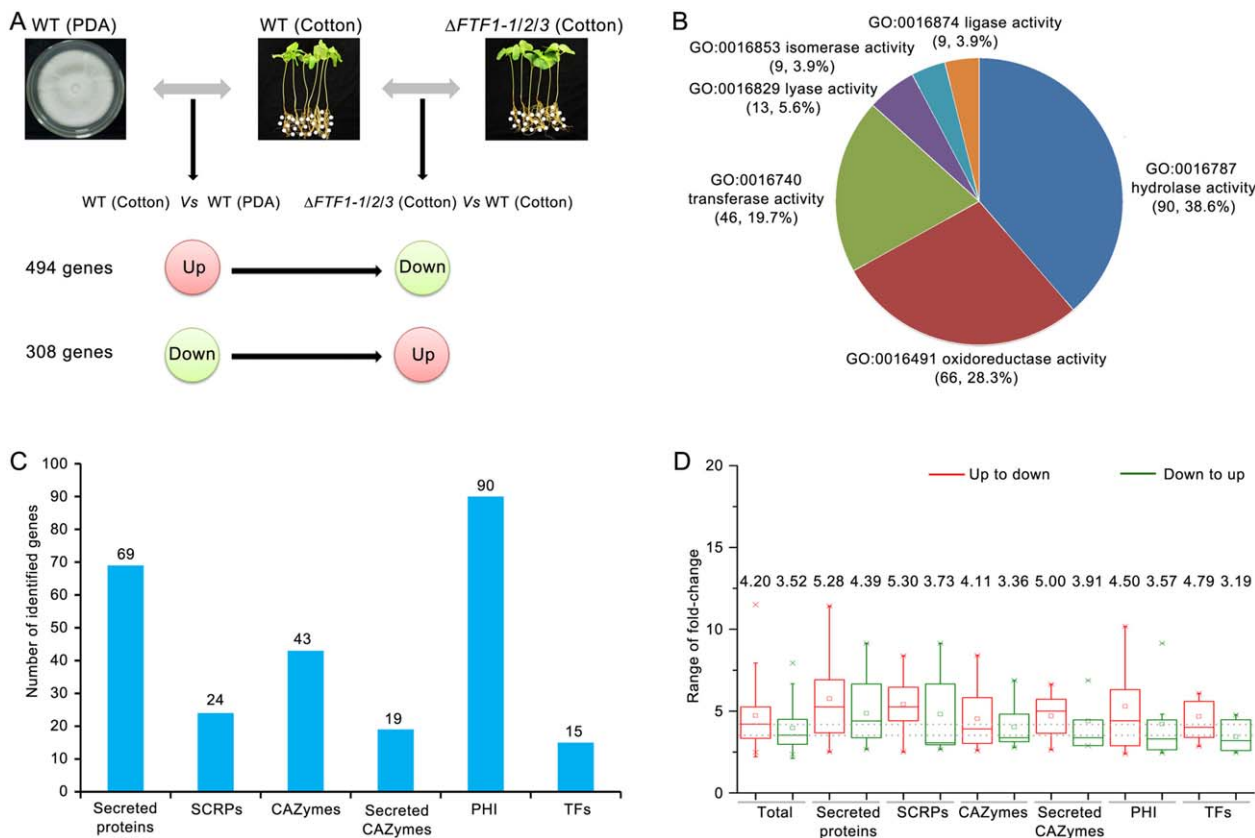 A
WT (PDA)
WT (Cotton)
ΔFTF1-1/2/3 (Cotton)
WT (Cotton) Vs WT (PDA)
ΔFTF1-1/2/3 (Cotton) Vs WT (Cotton)
494 genes
Up
Down
308 genes
Down
Up
B
GO:0016874 ligase activity
(9, 3.9%)
GO:0016853 isomerase activity
(9, 3.9%)
GO:0016829 lyase activity
(13, 5.6%)
GO:0016740
transferase activity
(46, 19.7%)
GO:0016787
hydrolase activity
(90, 38.6%)
GO:0016491 oxidoreductase activity
(66, 28.3%)
C
Number of identified genes
100
90
80
70
60
50
40
30
20
10
0
69
24
43
19
90
15
Secreted
proteins
SCRPs
CAZymes
Secreted
CAZymes
PHI
TFs
D
Up to down
Down to up
Range of fold-change
20
15
10
5
0
4.20 3.52 5.28 4.39 5.30 3.73 4.11 3.36 5.00 3.91 4.50 3.57 4.79 3.19
Total
Secreted
proteins
SCRPs
CAZymes
Secreted
CAZymes
PHI
TFs